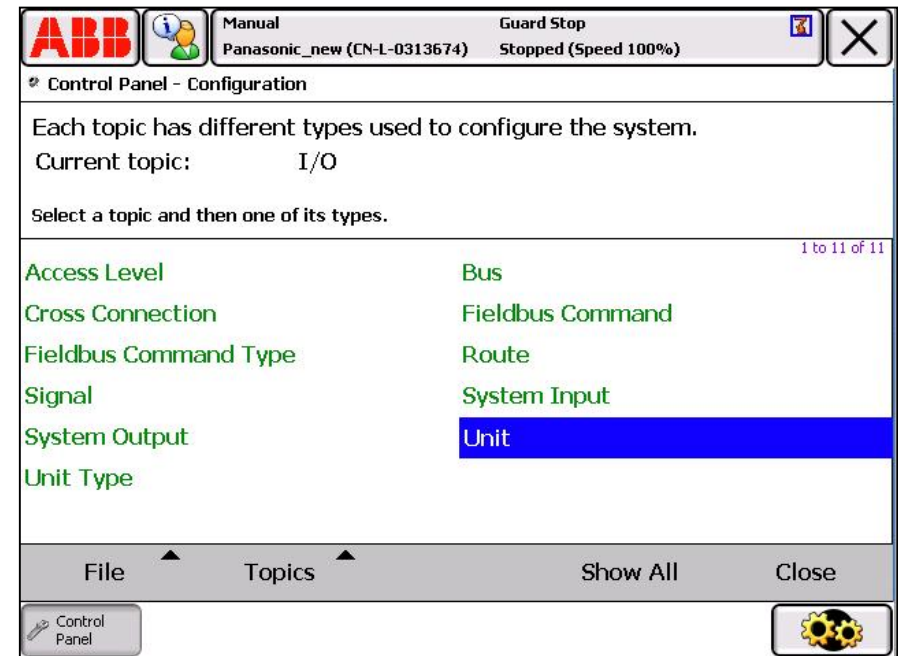 ABB
Manual Guard Stop
Panasonic_new (CN-L-0313674) Stopped (Speed 100%)
Control Panel - Configuration
Each topic has different types used to configure the system.
Current topic: I/O
Select a topic and then one of its types.
1 to 11 of 11
Access Level Bus
Cross Connection Fieldbus Command
Fieldbus Command Type Route
Signal System Input
System Output Unit
Unit Type
File Topics Show All Close
Control
Panel